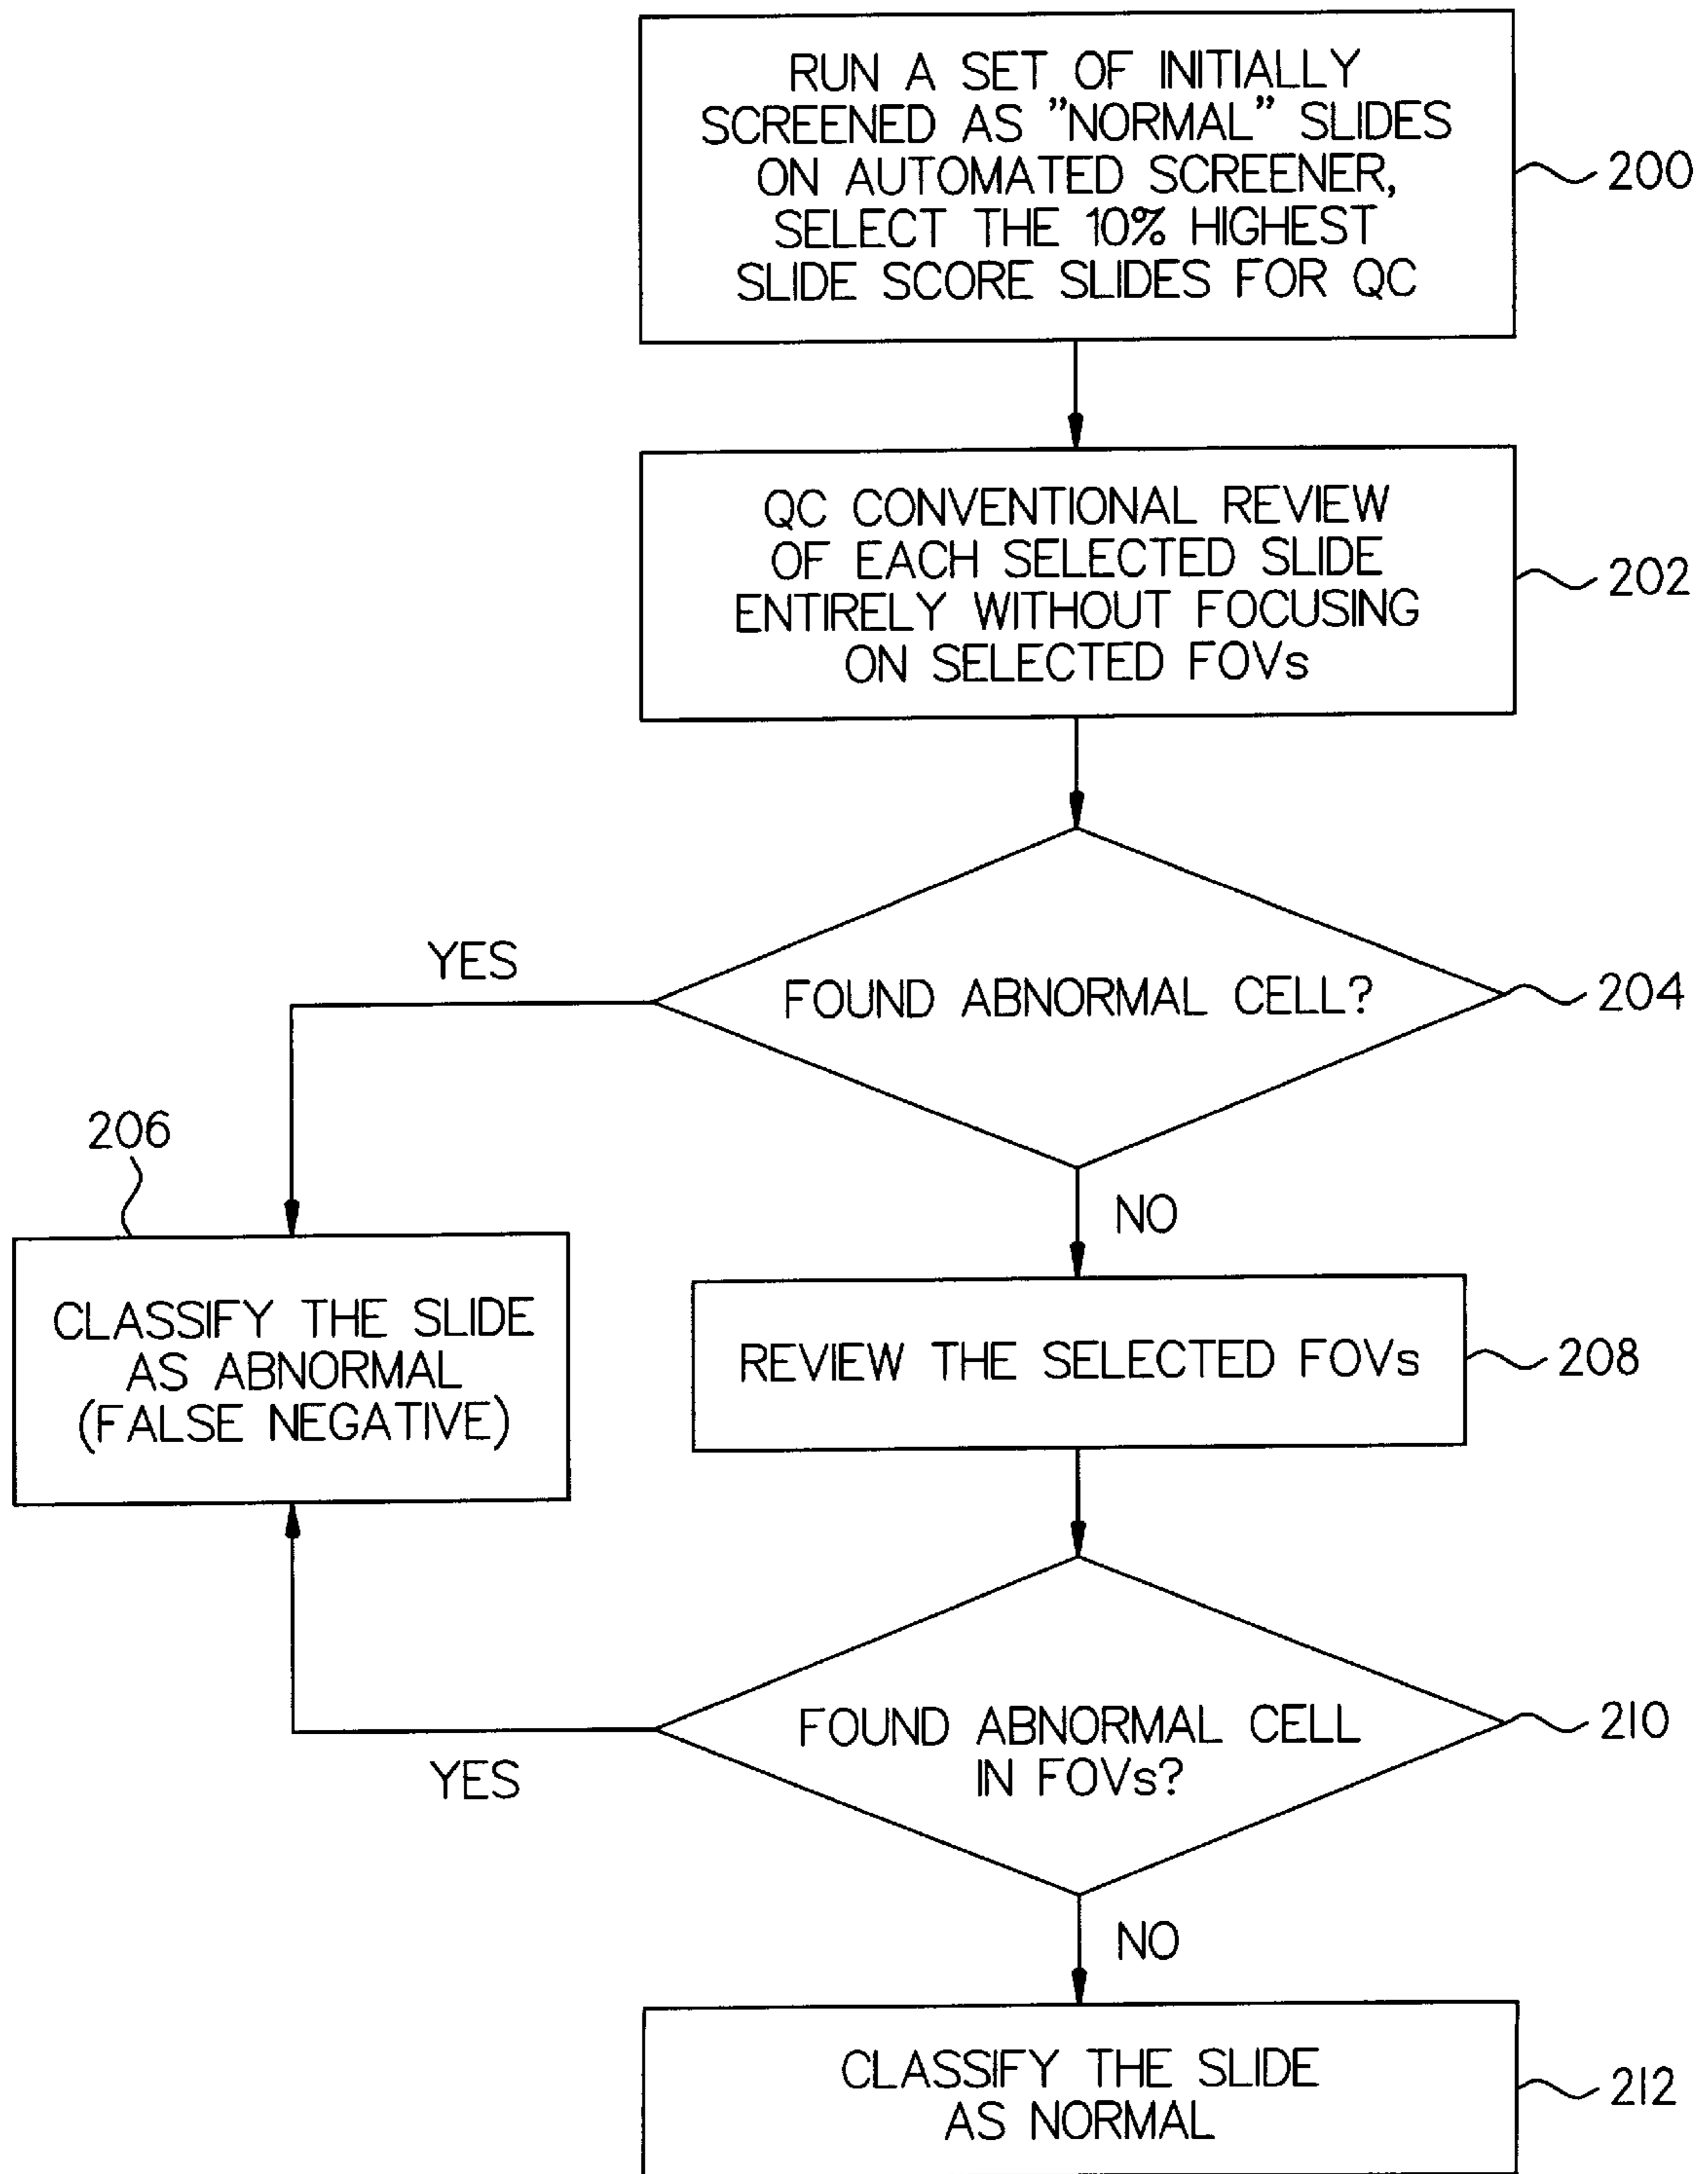 RUN A SET OF INITIALLY
SCREENED AS "NORMAL" SLIDES
ON AUTOMATED SCREENER,
SELECT THE 10% HIGHEST
SLIDE SCORE SLIDES FOR QC
200
QC CONVENTIONAL REVIEW
OF EACH SELECTED SLIDE
ENTIRELY WITHOUT FOCUSING
ON SELECTED FOVs
202
YES
FOUND ABNORMAL CELL?
204
206
NO
CLASSIFY THE SLIDE
AS ABNORMAL
(FALSE NEGATIVE)
REVIEW THE SELECTED FOVs
208
FOUND ABNORMAL CELL
IN FOVs?
210
YES
NO
CLASSIFY THE SLIDE
AS NORMAL
212